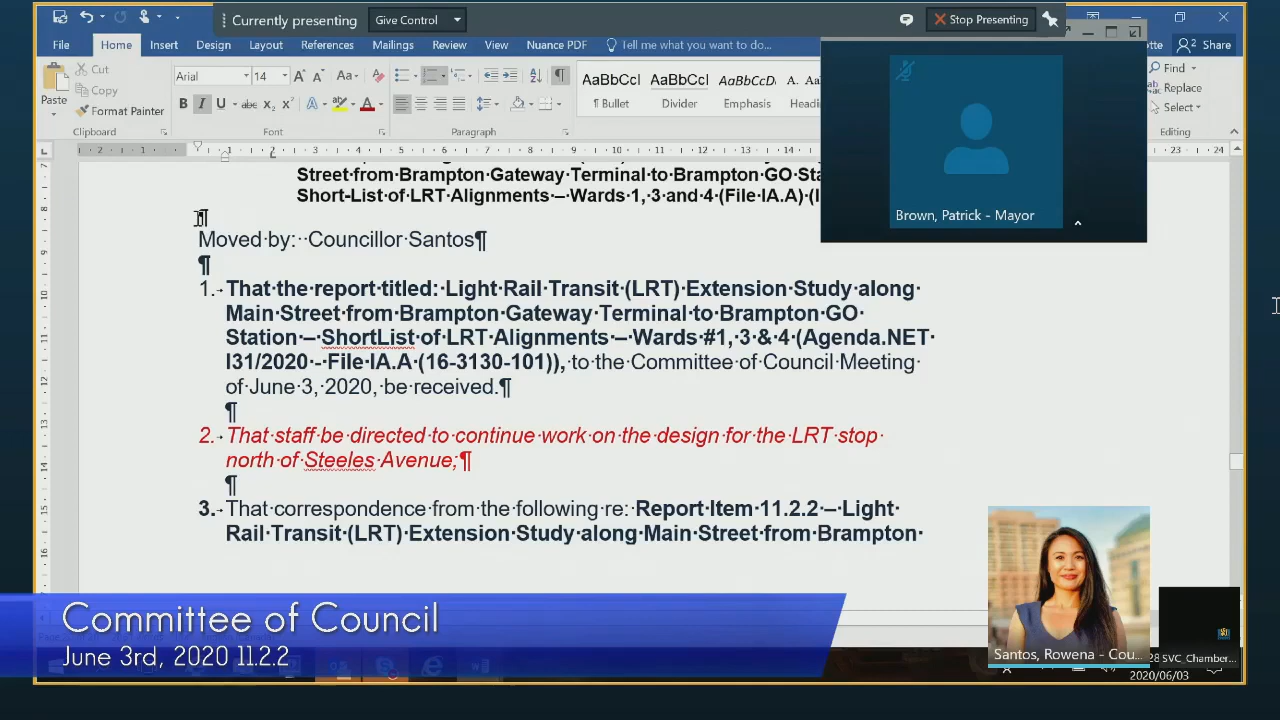 Currently presenting
Give Control
Stop Presenting
File
Home
Insert
Design
Layout
References
Mailings
Review
View
Nuance PDF
Tell me what you want to do...
Share
Paste
Cut
Copy
Format Painter
Arial
14
AaBbCcI
AaBbCcI
AaBbCcD
¶ Bullet
Divider
Emphasis
Find
Replace
Select
Clipboard
Font
Paragraph
Editing
Street from Brampton Gateway Terminal to Brampton GO
Short-List of LRT Alignments – Wards 1, 3 and 4 (File IA.A)
¶
Moved by: Councillor Santos¶
¶
1. That the report titled: Light Rail Transit (LRT) Extension Study along
Main Street from Brampton Gateway Terminal to Brampton GO
Station – ShortList of LRT Alignments – Wards #1, 3 & 4 (Agenda.NET
I31/2020 - File IA.A (16-3130-101)), to the Committee of Council Meeting
of June 3, 2020, be received.¶
¶
2. That staff be directed to continue work on the design for the LRT stop
north of Steeles Avenue;¶
¶
3. That correspondence from the following re: Report Item 11.2.2 – Light
Rail Transit (LRT) Extension Study along Main Street from Brampton
Brown, Patrick - Mayor
Santos, Rowena - Cou...
SVC_Chamber...
2020/06/03
Committee of Council
June 3rd, 2020 11.2.2